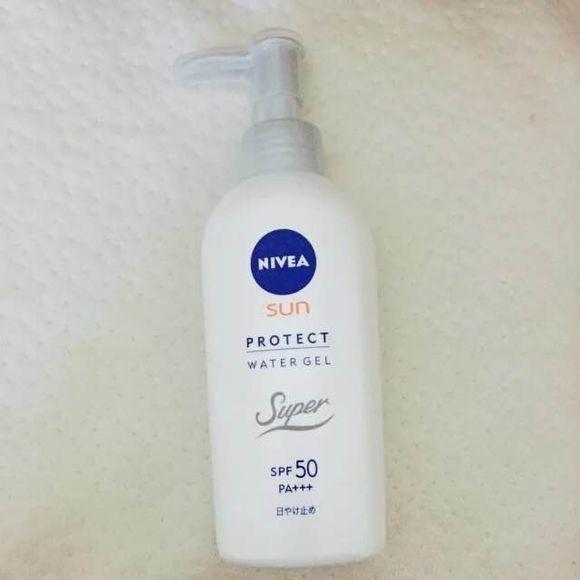 NIVEA
sun
PROTECT
WATER GEL
Super
SPF 50
PA+++
日やけ止め